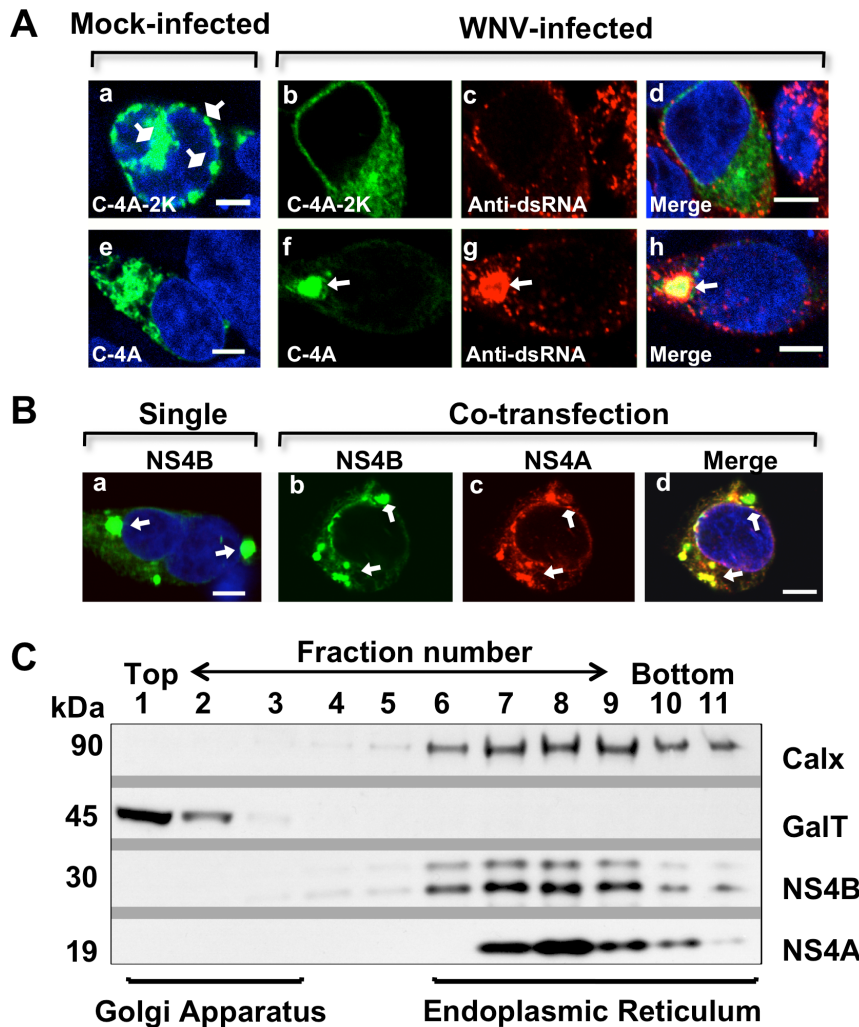 A
Mock-infected
WNV-infected
a
b
c
d
C-4A-2K
C-4A-2K
Anti-dsRNA
Merge
e
f
g
h
C-4A
C-4A
Anti-dsRNA
Merge
B
Single
Co-transfection
NS4B
NS4B
NS4A
Merge
a
b
c
d
C
Fraction number
Top
Bottom
kDa
1 2 3 4 5 6 7 8 9 10 11
90
Calx
45
GalT
30
NS4B
19
NS4A
Golgi Apparatus
Endoplasmic Reticulum